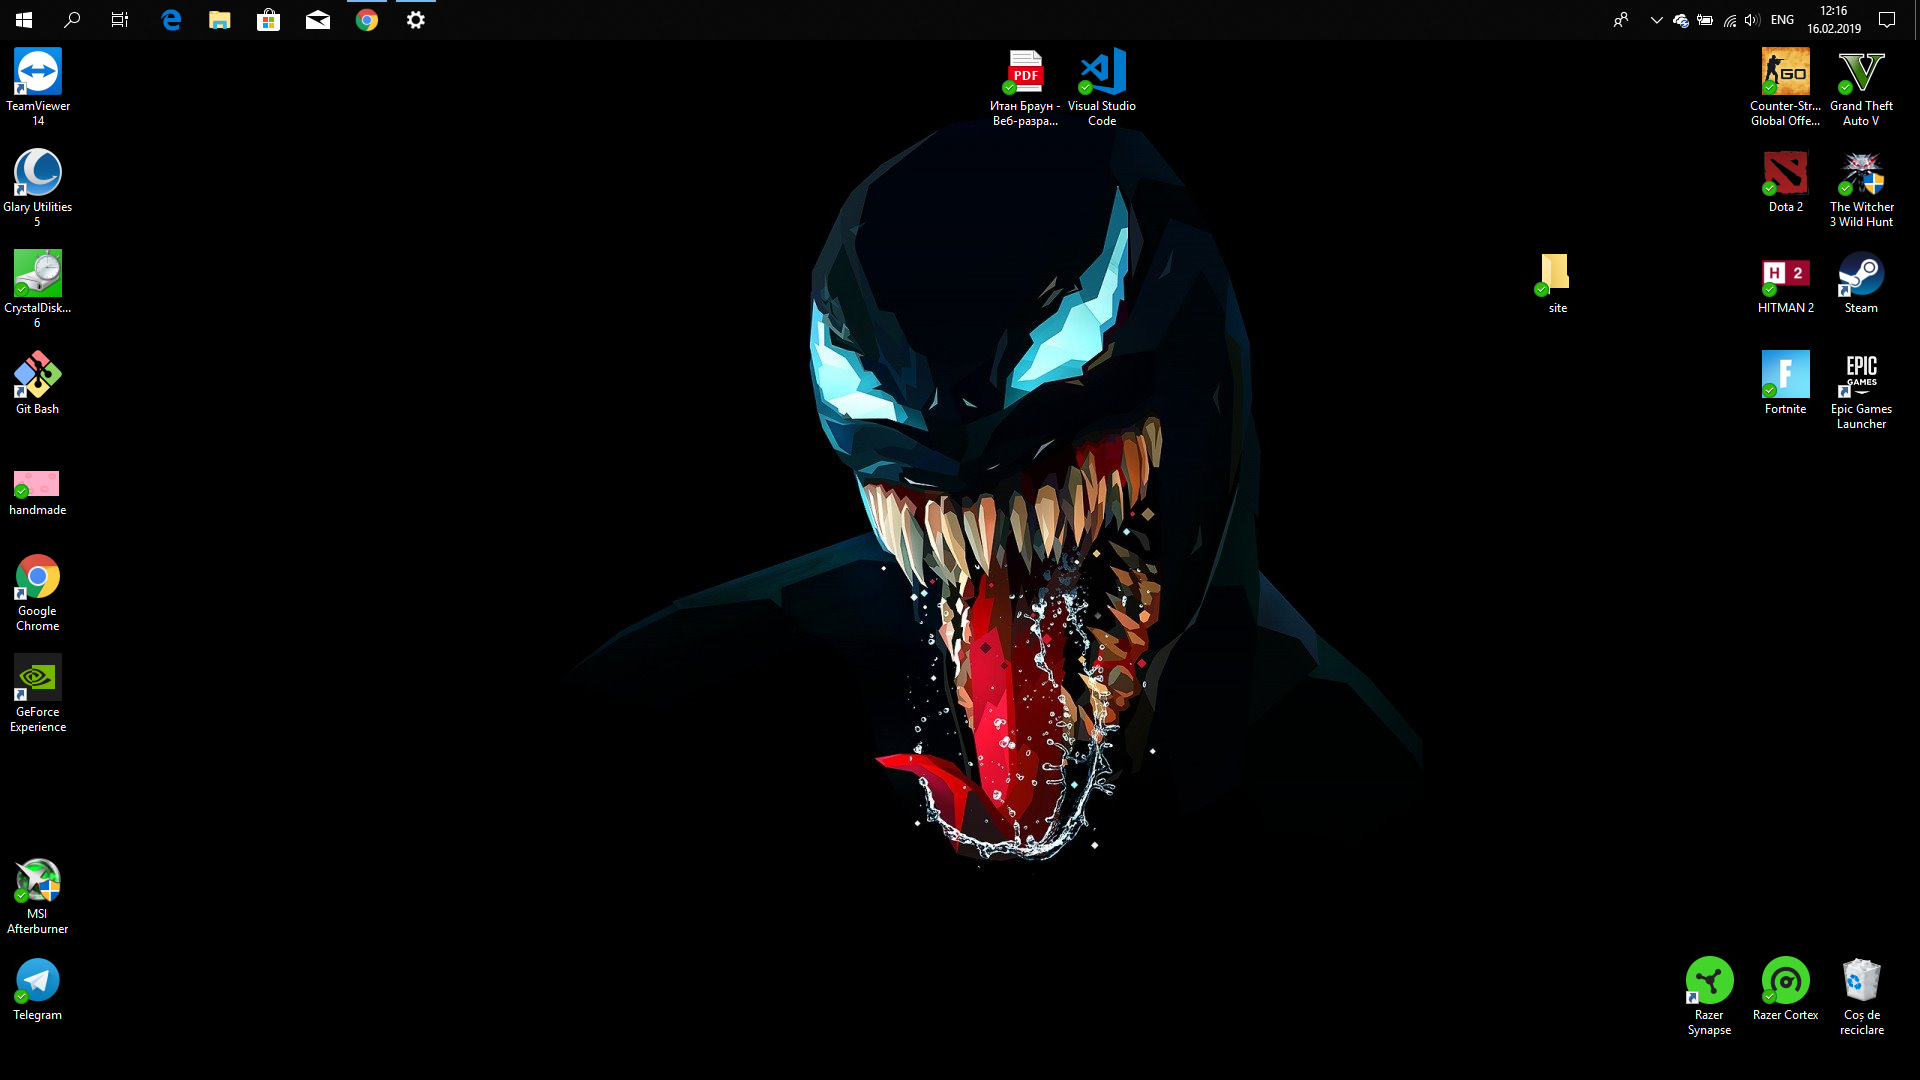 ENG
12:16
16.02.2019
TeamViewer
14
PDF
Итан Браун -
Веб-разра...
Visual Studio
Code
GO
Counter-Str...
Global Offe...
V
Grand Theft
Auto V
Glary Utilities
5
Dota 2
The Witcher
3 Wild Hunt
CrystalDisk...
6
site
H 2
HITMAN 2
Steam
Git Bash
F
Fortnite
EPIC
GAMES
Epic Games
Launcher
handmade
Google
Chrome
GeForce
Experience
MSI
Afterburner
Telegram
Razer
Synapse
Razer Cortex
Coș de
reciclare